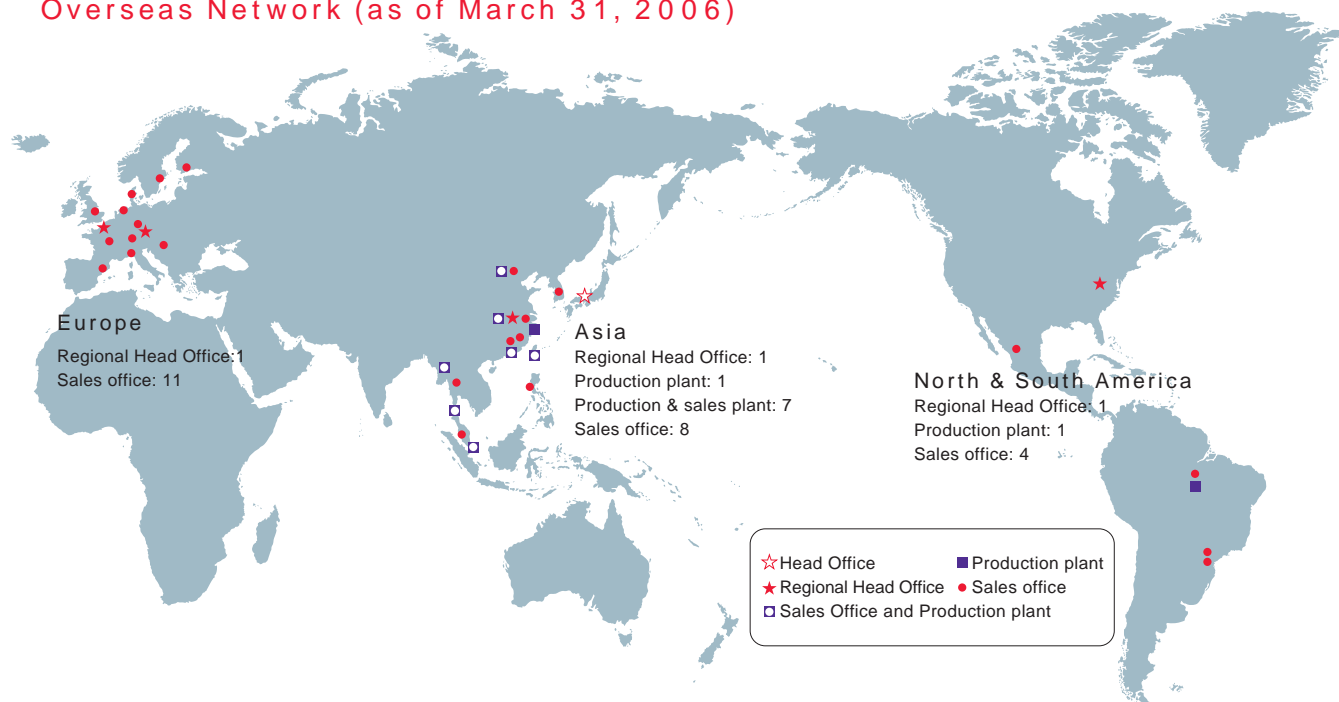 Overseas Network (as of March 31, 2006)
Europe
Regional Head Office:1
Sales office: 11
Asia
Regional Head Office: 1
Production plant: 1
Production & sales plant: 7
Sales office: 8
North & South America
Regional Head Office: 1
Production plant: 1
Sales office: 4
Head Office
Production plant
Regional Head Office
Sales office
Sales Office and Production plant